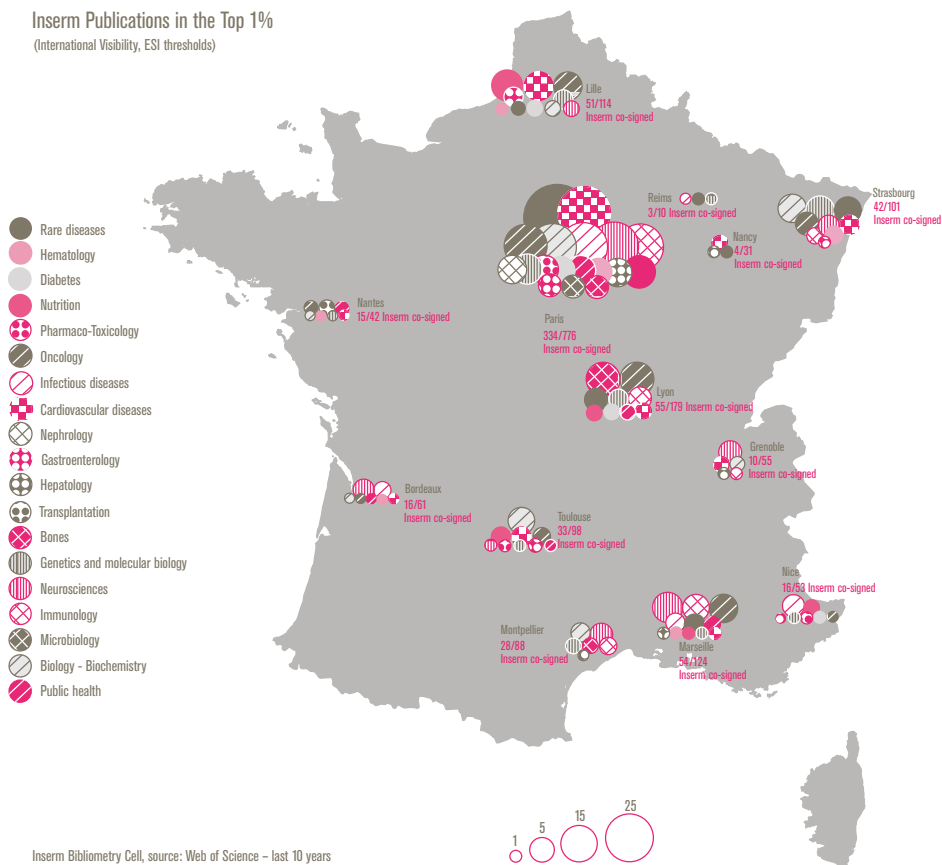 Inserm Publications in the Top 1%
(International Visibility, ESI thresholds)
Lille
51/114
Inserm co-signed
Reims
3/10 Inserm co-signed
Strasbourg
42/101
Inserm co-signed
Nancy
4/31
Inserm co-signed
Rare diseases
Hematology
Diabetes
Nutrition
Pharmaco-Toxicology
Oncology
Infectious diseases
Cardiovascular diseases
Nephrology
Gastroenterology
Hepatology
Transplantation
Bones
Genetics and molecular biology
Neurosciences
Immunology
Microbiology
Biology - Biochemistry
Public health
Nantes
15/42 Inserm co-signed
Paris
334/776
Inserm co-signed
Lyon
55/179 Inserm co-signed
Grenoble
10/55
Inserm co-signed
Bordeaux
16/61
Inserm co-signed
Toulouse
33/98
Inserm co-signed
Nice
16/53 Inserm co-signed
Montpellier
28/88
Inserm co-signed
Marseille
54/124
Inserm co-signed
1
5
15
25
Inserm Bibliometry Cell, source: Web of Science – last 10 years